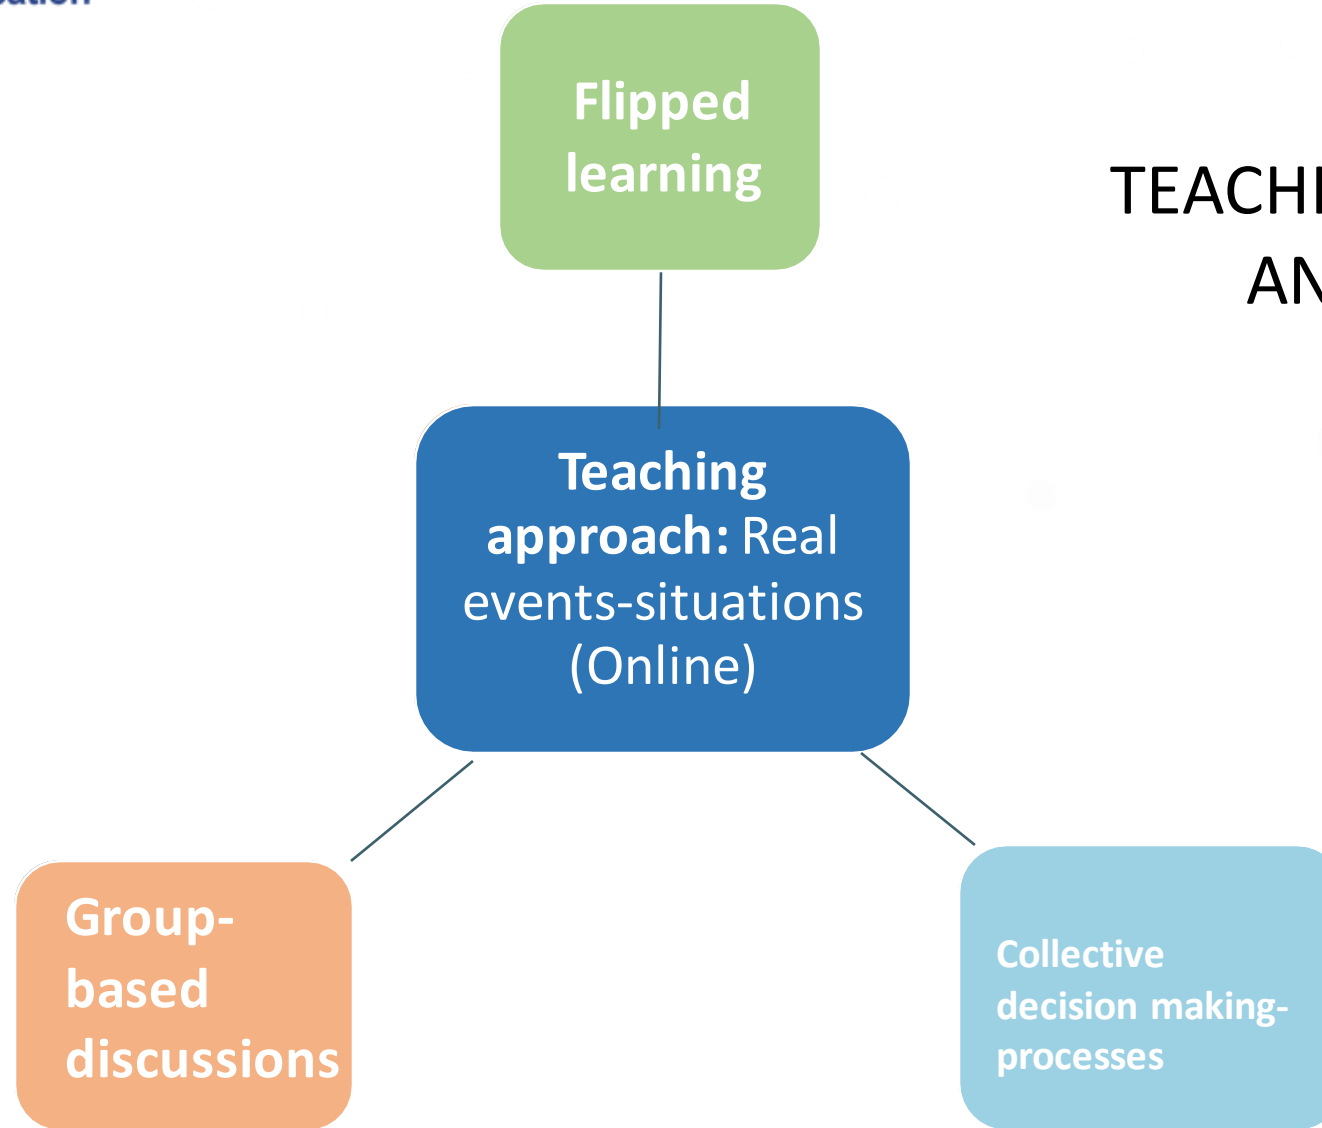 Flipped
learning
TEACHI
AN
Teaching
approach: Real
events-situations
(Online)
Group-
based
discussions
Collective
decision making-
processes